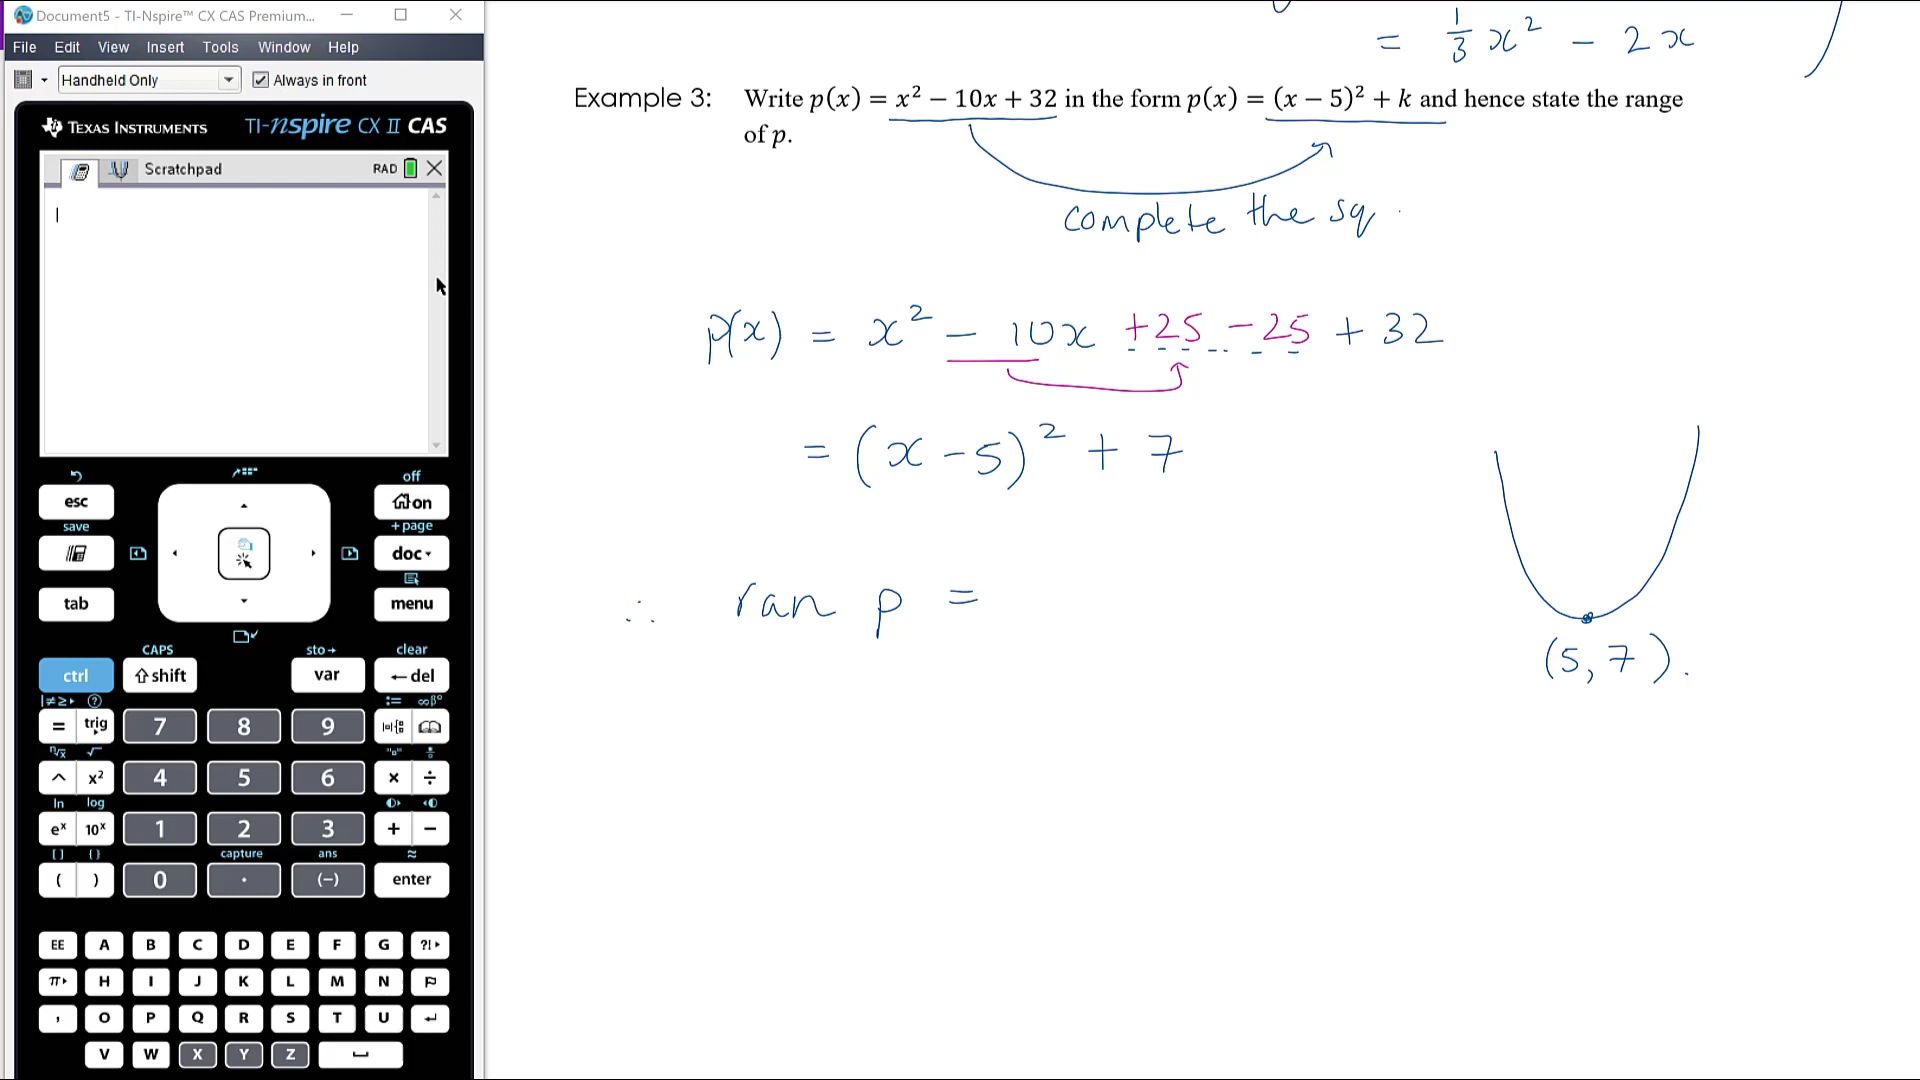 Document5 - TI-Nspire™ CX CAS Premium...
File Edit View Insert Tools Window Help
Handheld Only Always in front
TEXAS INSTRUMENTS TI-nspire CX II CAS
Scratchpad RAD
off
esc on
save + page
doc
tab menu
CAPS sto→ clear
ctrl ⇧shift var ←del
|≠≥▸ ? := ∞β°
= trig 7 8 9
ⁿ√x √
^ x² 4 5 6 × ÷
ln log
eˣ 10ˣ 1 2 3 + −
[ ] { } capture ans ≈
( ) 0 . (−) enter
EE A B C D E F G ?!▸
π▸ H I J K L M N
, O P Q R S T U ↵
V W X Y Z
= 1/3 x² − 2x
Example 3: Write p(x) = x² − 10x + 32 in the form p(x) = (x − 5)² + k and hence state the range
of p.
complete the sq.
p(x) = x² − 10x +25 −25 + 32
= (x −5)² + 7
∴ ran p =
(5, 7).